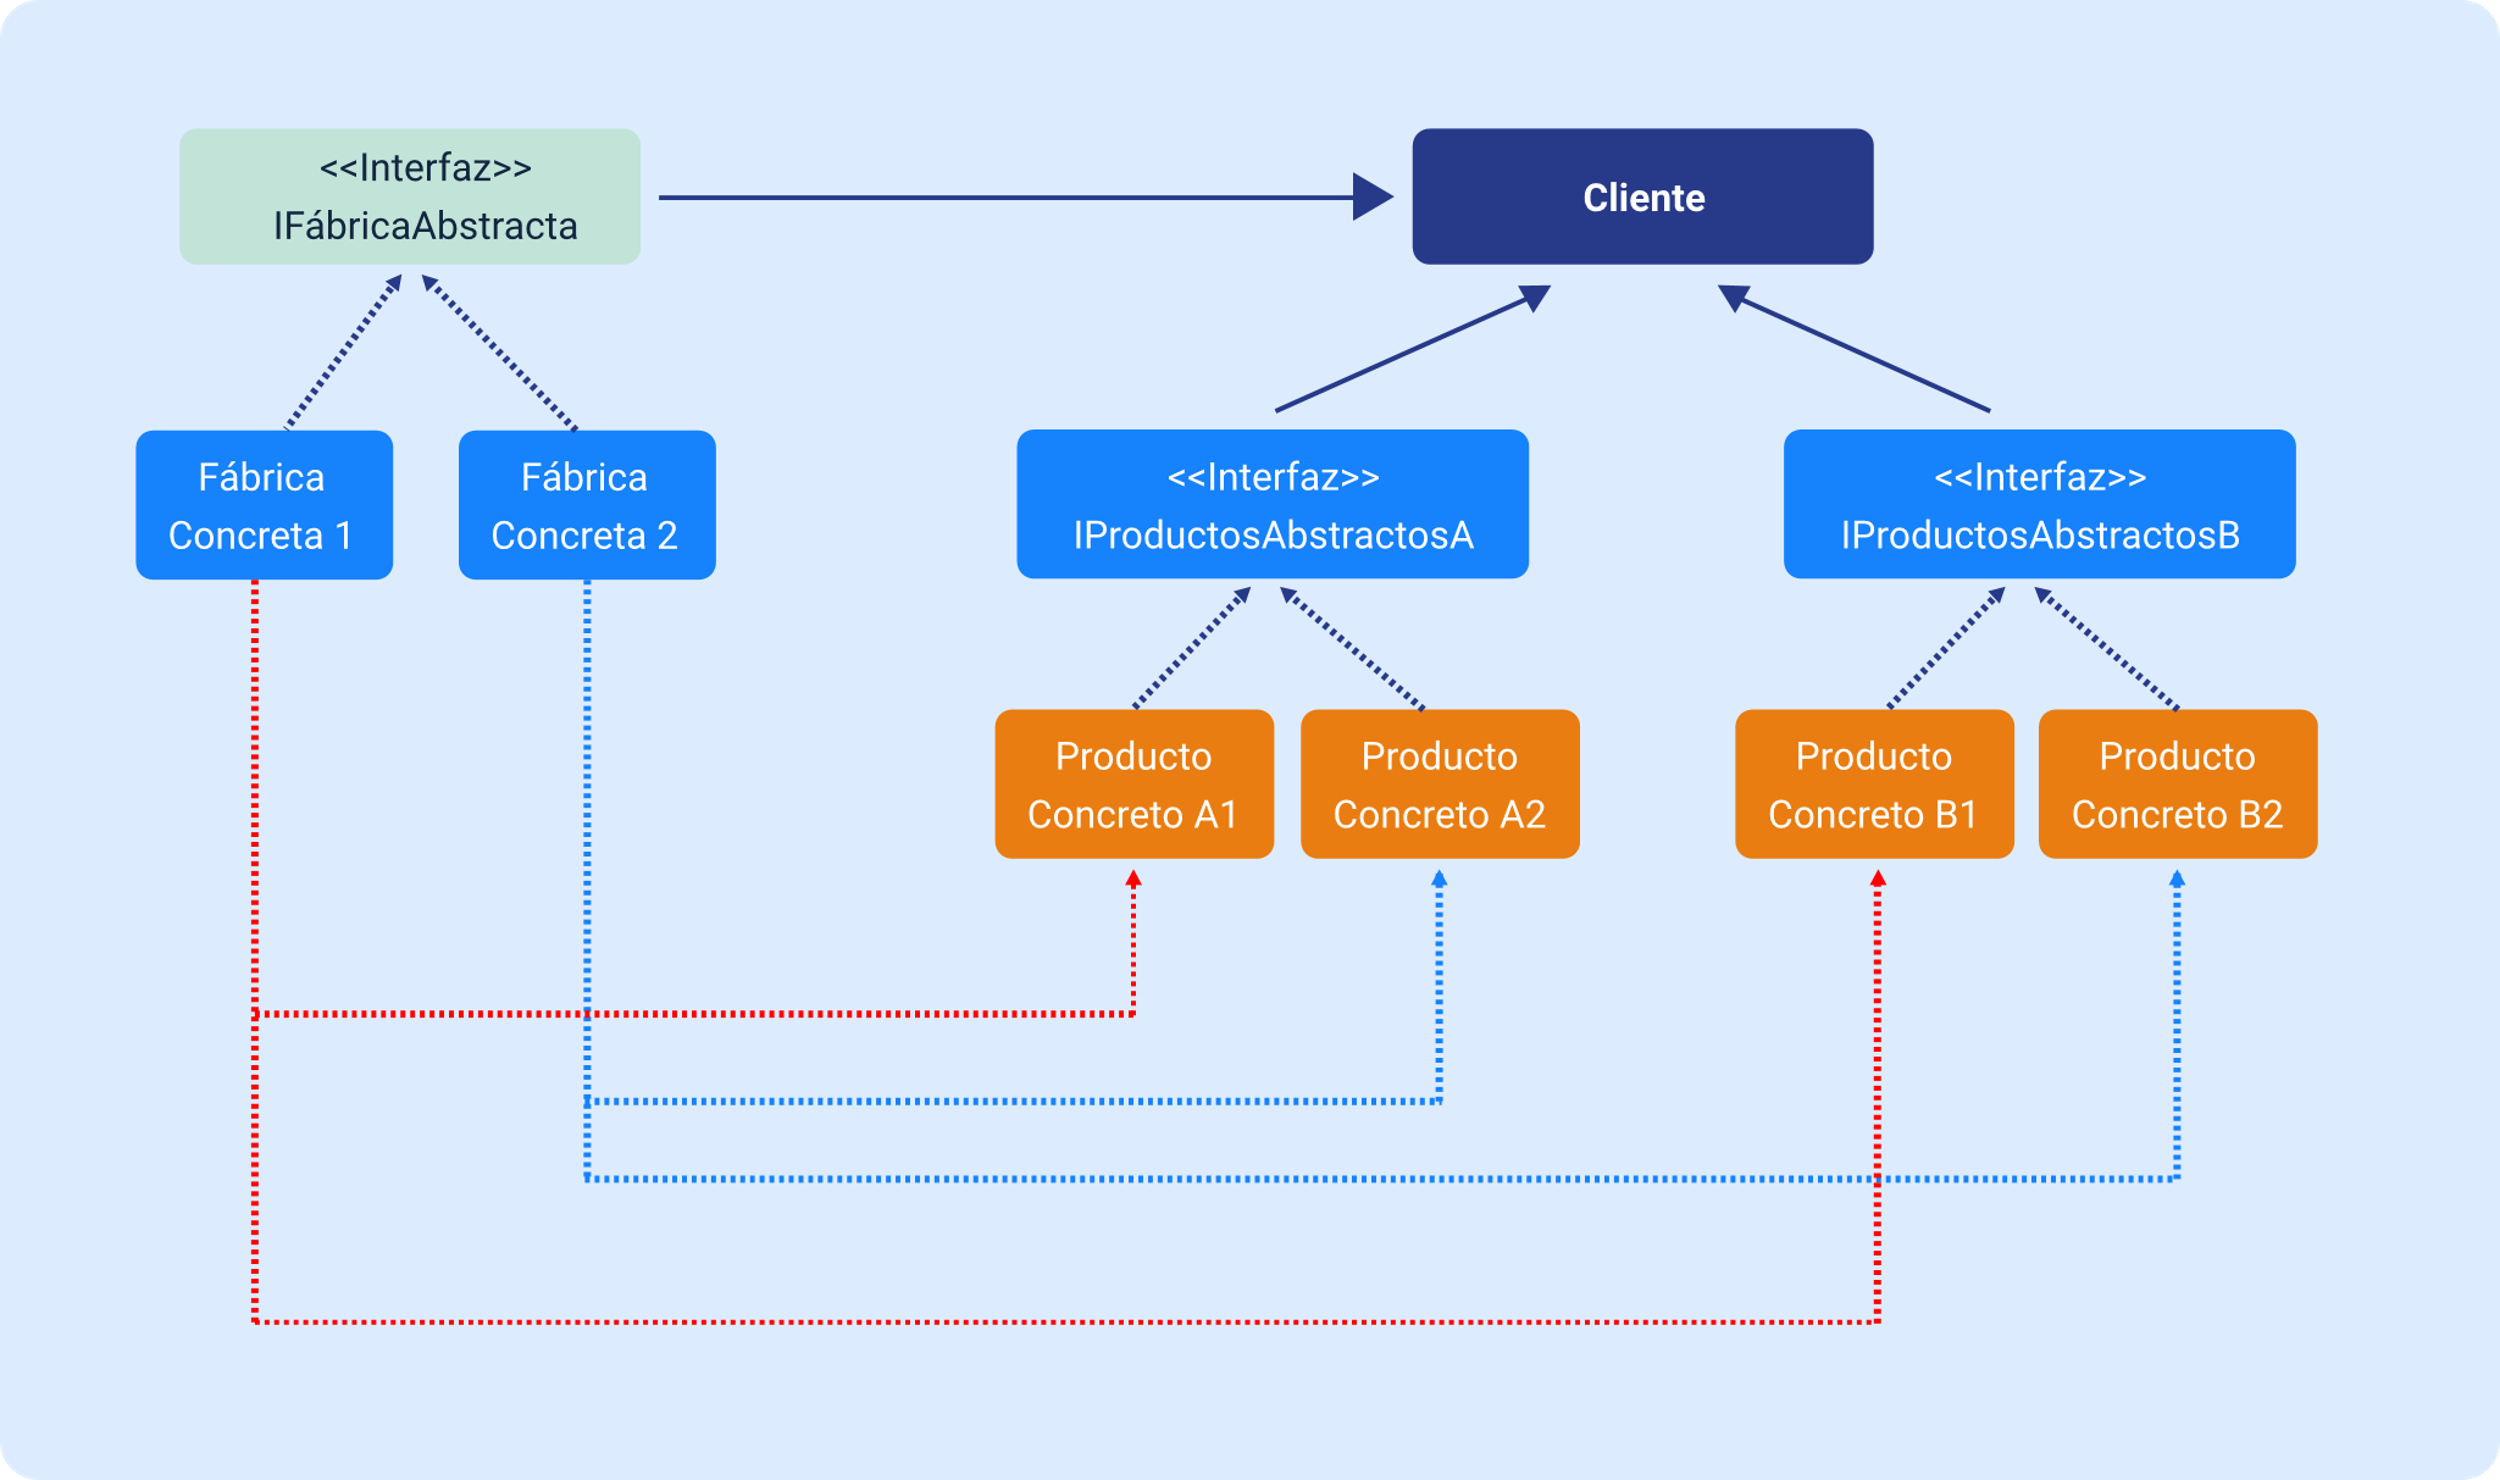 <<Interfaz>>
IFábricaAbstracta
Cliente
Fábrica
Concreta 1
Fábrica
Concreta 2
<<Interfaz>>
IProductosAbstractosA
<<Interfaz>>
IProductosAbstractosB
Producto
Concreto A1
Producto
Concreto A2
Producto
Concreto B1
Producto
Concreto B2